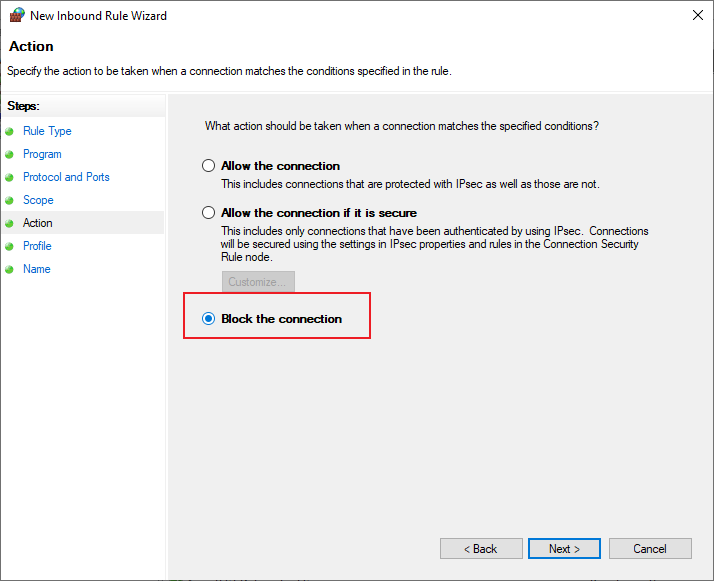 New Inbound Rule Wizard
Action
Specify the action to be taken when a connection matches the conditions specified in the rule.
Steps:
Rule Type
Program
Protocol and Ports
Scope
Action
Profile
Name
What action should be taken when a connection matches the specified conditions?
Allow the connection
This includes connections that are protected with IPsec as well as those are not.
Allow the connection if it is secure
This includes only connections that have been authenticated by using IPsec. Connections
will be secured using the settings in IPsec properties and rules in the Connection Security
Rule node.
Customize...
Block the connection
< Back
Next >
Cancel